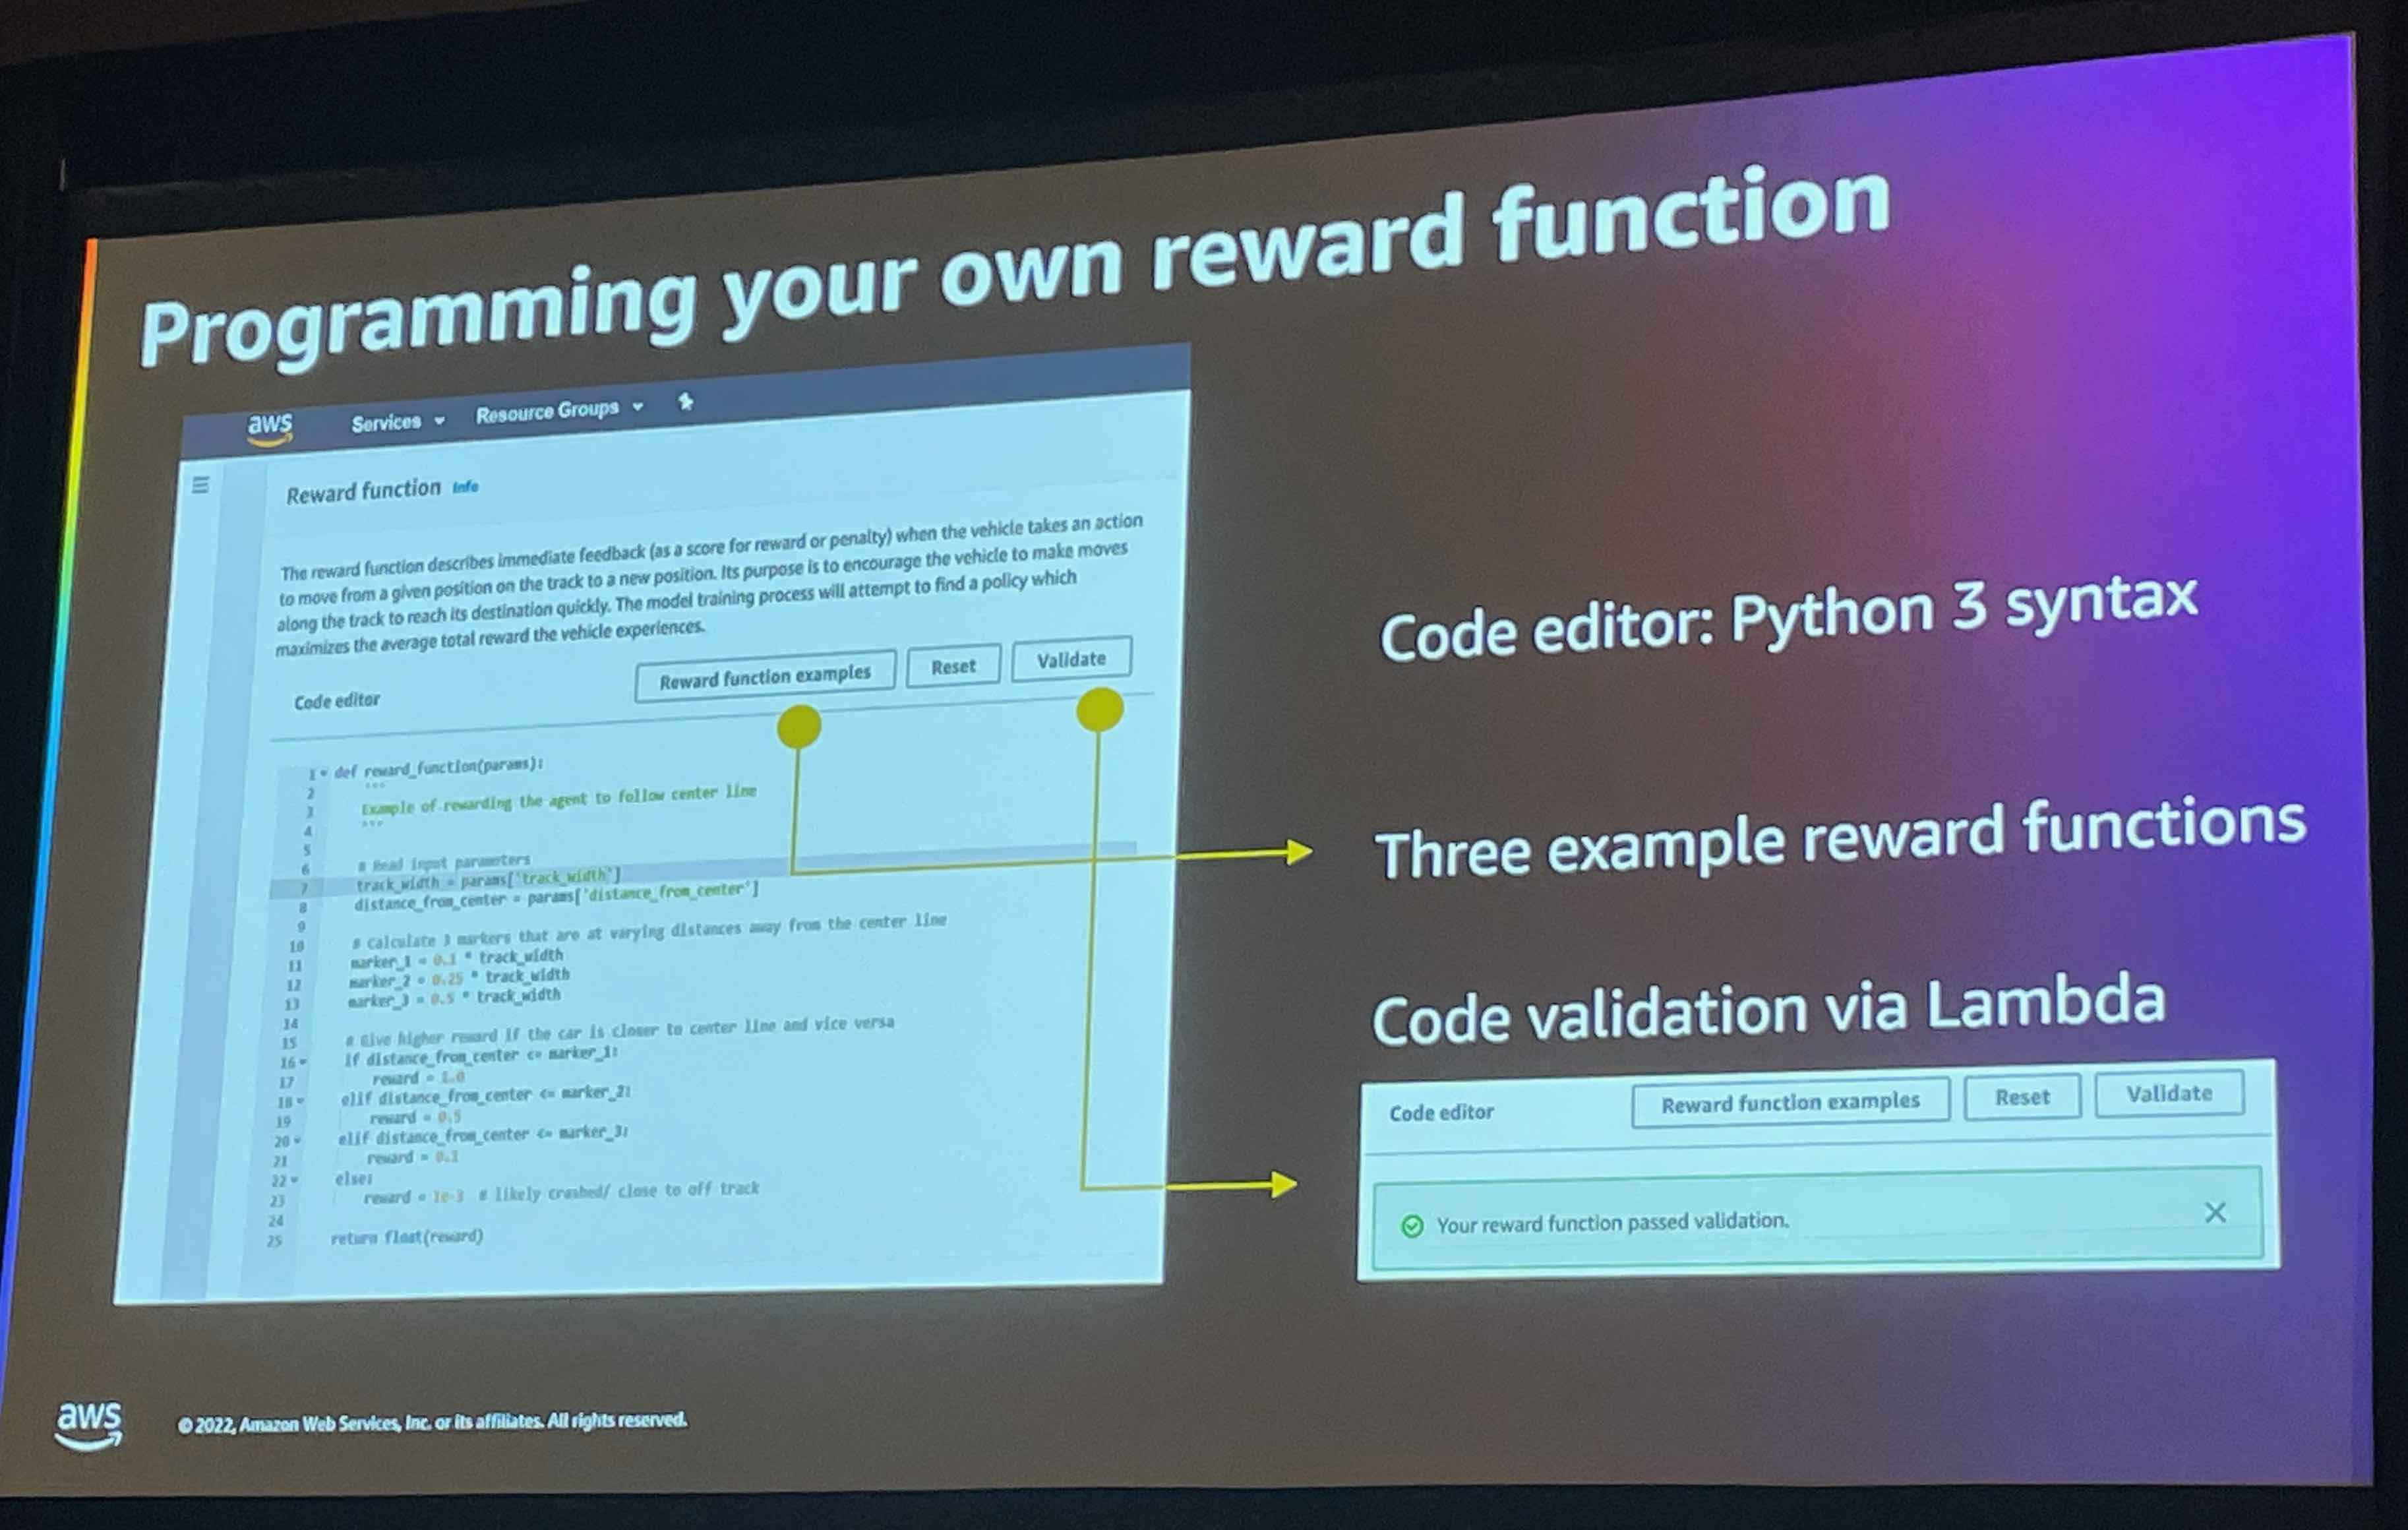 Programming your own reward function
aws Services Resource Groups
Reward function Info
The reward function describes immediate feedback (as a score for reward or penalty) when the vehicle takes an action
to move from a given position on the track to a new position. Its purpose is to encourage the vehicle to make moves
along the track to reach its destination quickly. The model training process will attempt to find a policy which
maximizes the average total reward the vehicle experiences.
Code editor Reward function examples Reset Validate
1 def reward_function(params):
2 """
3 Example of rewarding the agent to follow center line
4 """
5
6 # Read input parameters
7 track_width = params['track_width']
8 distance_from_center = params['distance_from_center']
9
10 # Calculate 3 markers that are at varying distances away from the center line
11 marker_1 = 0.1 * track_width
12 marker_2 = 0.25 * track_width
13 marker_3 = 0.5 * track_width
14
15 # Give higher reward if the car is closer to center line and vice versa
16 if distance_from_center <= marker_1:
17 reward = 1.0
18 elif distance_from_center <= marker_2:
19 reward = 0.5
20 elif distance_from_center <= marker_3:
21 reward = 0.1
22 else:
23 reward = 1e-3 # likely crashed/ close to off track
24
25 return float(reward)
Code editor: Python 3 syntax
Three example reward functions
Code validation via Lambda
Code editor Reward function examples Reset Validate
Your reward function passed validation.
aws © 2022, Amazon Web Services, Inc. or its affiliates. All rights reserved.